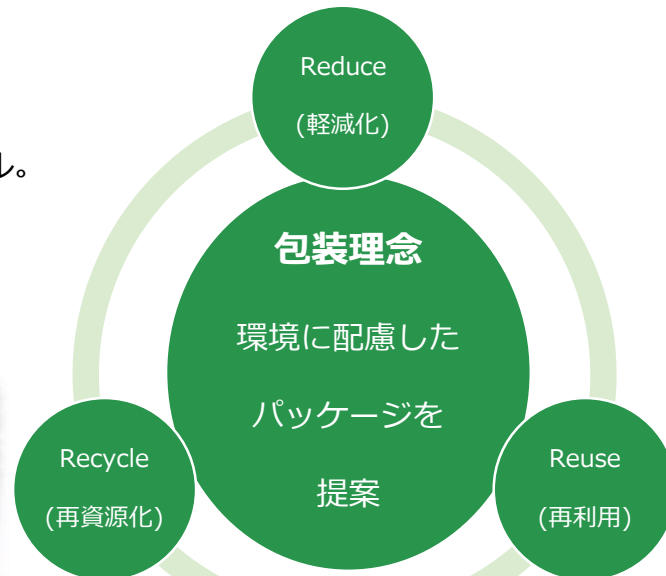 Reduce
(軽減化)
ル。
包装理念
環境に配慮した
パッケージを
提案
Recycle
(再資源化)
Reuse
(再利用)